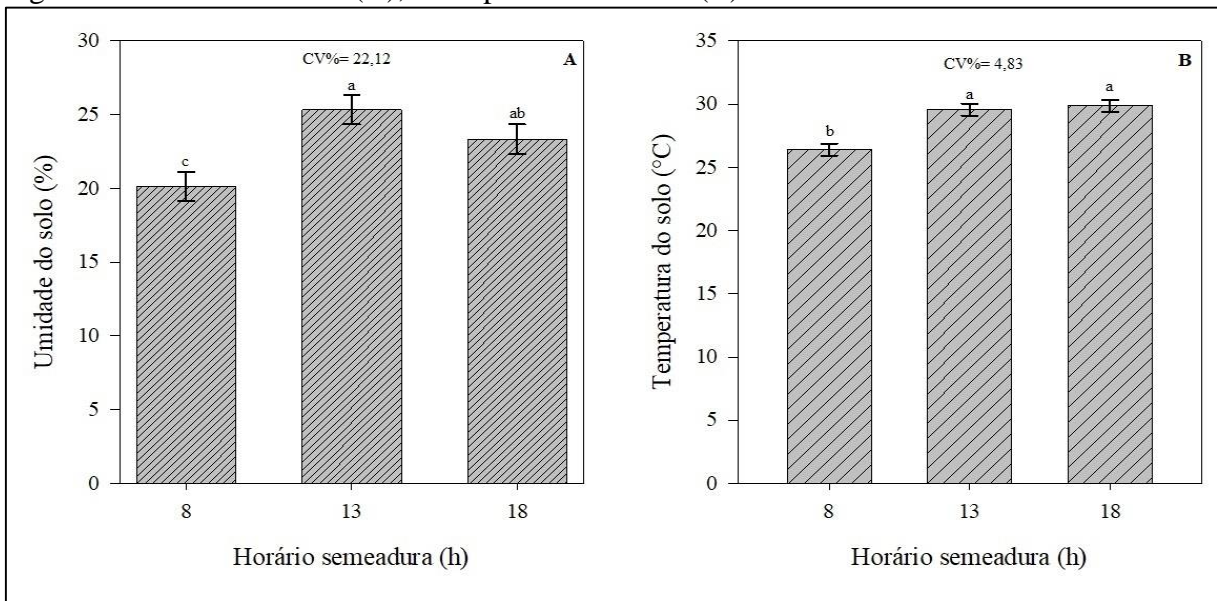 30
25
20
15
10
5
0
Umidade do solo (%)
CV%= 22,12
A
c
a
ab
8
13
18
Horário semeadura (h)
35
30
25
20
15
10
5
0
Temperatura do solo (°C)
CV%= 4,83
B
b
a
a
8
13
18
Horário semeadura (h)